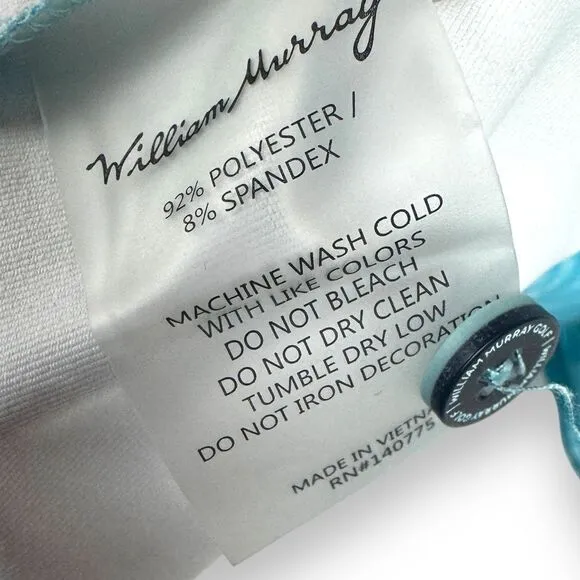 William Murray
92% POLYESTER /
8% SPANDEX
MACHINE WASH COLD
WITH LIKE COLORS
DO NOT BLEACH
DO NOT DRY CLEAN
TUMBLE DRY LOW
DO NOT IRON DECORATION
MADE IN VIETNA
RN#140775
WILLIAM MURRAY GOLF